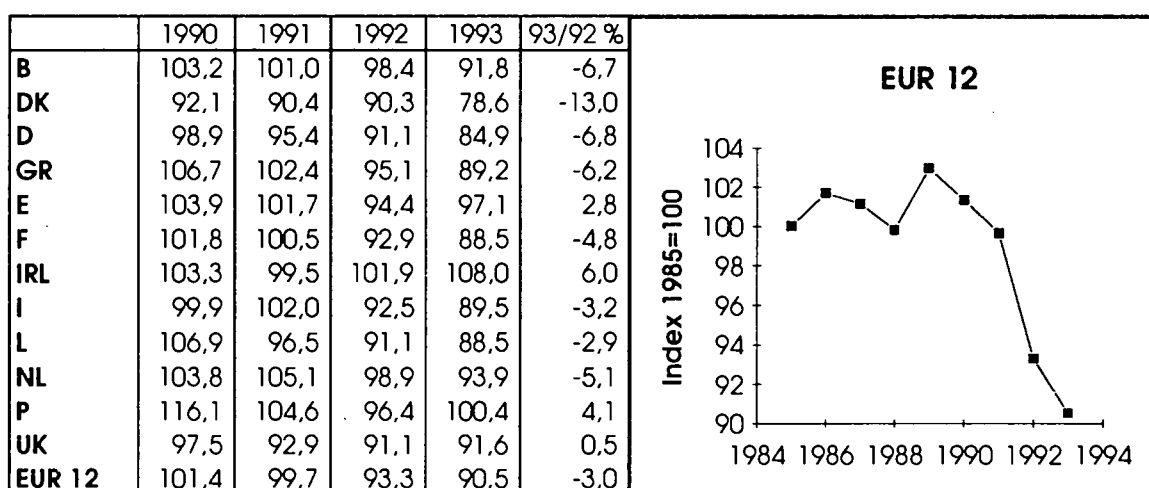 1990 1991 1992 1993 93/92 %
B 103,2 101,0 98,4 91,8 -6,7
DK 92,1 90,4 90,3 78,6 -13,0
D 98,9 95,4 91,1 84,9 -6,8
GR 106,7 102,4 95,1 89,2 -6,2
E 103,9 101,7 94,4 97,1 2,8
F 101,8 100,5 92,9 88,5 -4,8
IRL 103,3 99,5 101,9 108,0 6,0
I 99,9 102,0 92,5 89,5 -3,2
L 106,9 96,5 91,1 88,5 -2,9
NL 103,8 105,1 98,9 93,9 -5,1
P 116,1 104,6 96,4 100,4 4,1
UK 97,5 92,9 91,1 91,6 0,5
EUR 12 101,4 99,7 93,3 90,5 -3,0
EUR 12
Index 1985=100
104
102
100
98
96
94
92
90
1984 1986 1988 1990 1992 1994